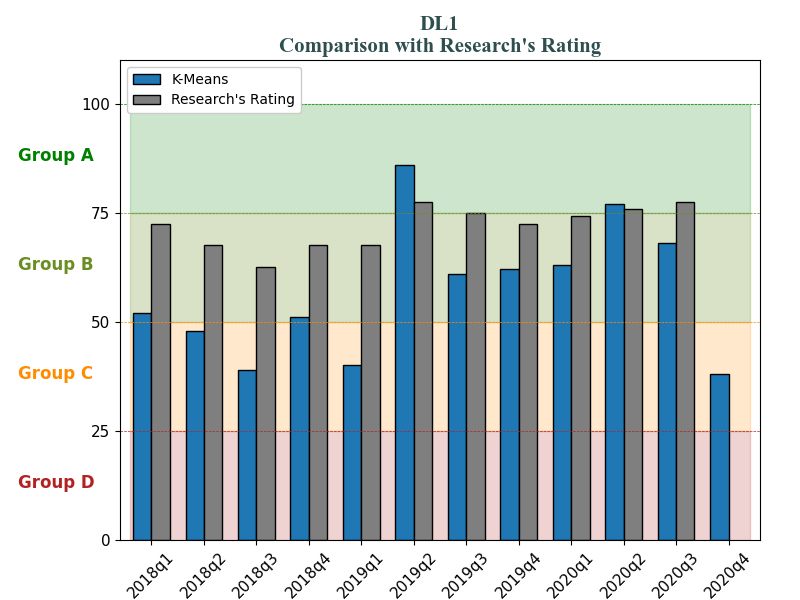 DL1
Comparison with Research's Rating
K-Means
Research's Rating
100
75
50
25
0
Group A
Group B
Group C
Group D
2018q1
2018q2
2018q3
2018q4
2019q1
2019q2
2019q3
2019q4
2020q1
2020q2
2020q3
2020q4